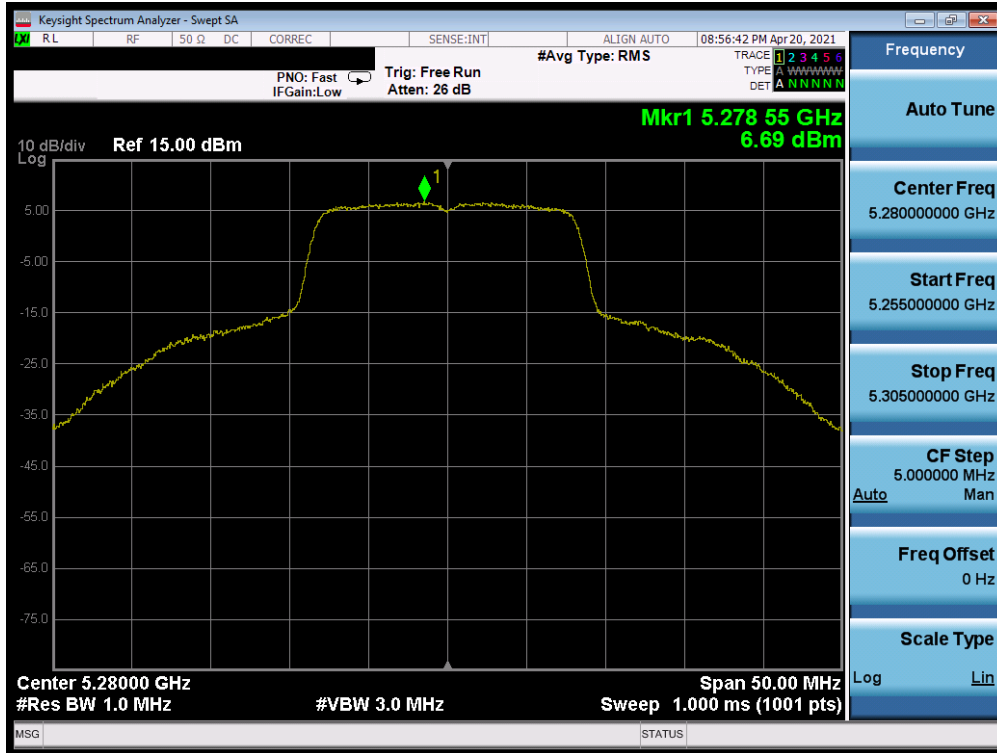 Keysight Spectrum Analyzer - Swept SA
LXI RL RF 50 Ω DC CORREC SENSE:INT ALIGN AUTO 08:56:42 PM Apr 20, 2021
#Avg Type: RMS
TRACE 1 2 3 4 5 6
TYPE A WWWWWW
DET A N N N N N
PNO: Fast
IFGain:Low
Trig: Free Run
Atten: 26 dB
Mkr1 5.278 55 GHz
6.69 dBm
10 dB/div Ref 15.00 dBm
Log
1
5.00
-5.00
-15.0
-25.0
-35.0
-45.0
-55.0
-65.0
-75.0
Center 5.28000 GHz Span 50.00 MHz
#Res BW 1.0 MHz #VBW 3.0 MHz Sweep 1.000 ms (1001 pts)
MSG STATUS
Frequency
Auto Tune
Center Freq
5.280000000 GHz
Start Freq
5.255000000 GHz
Stop Freq
5.305000000 GHz
CF Step
5.000000 MHz
Auto Man
Freq Offset
0 Hz
Scale Type
Log Lin